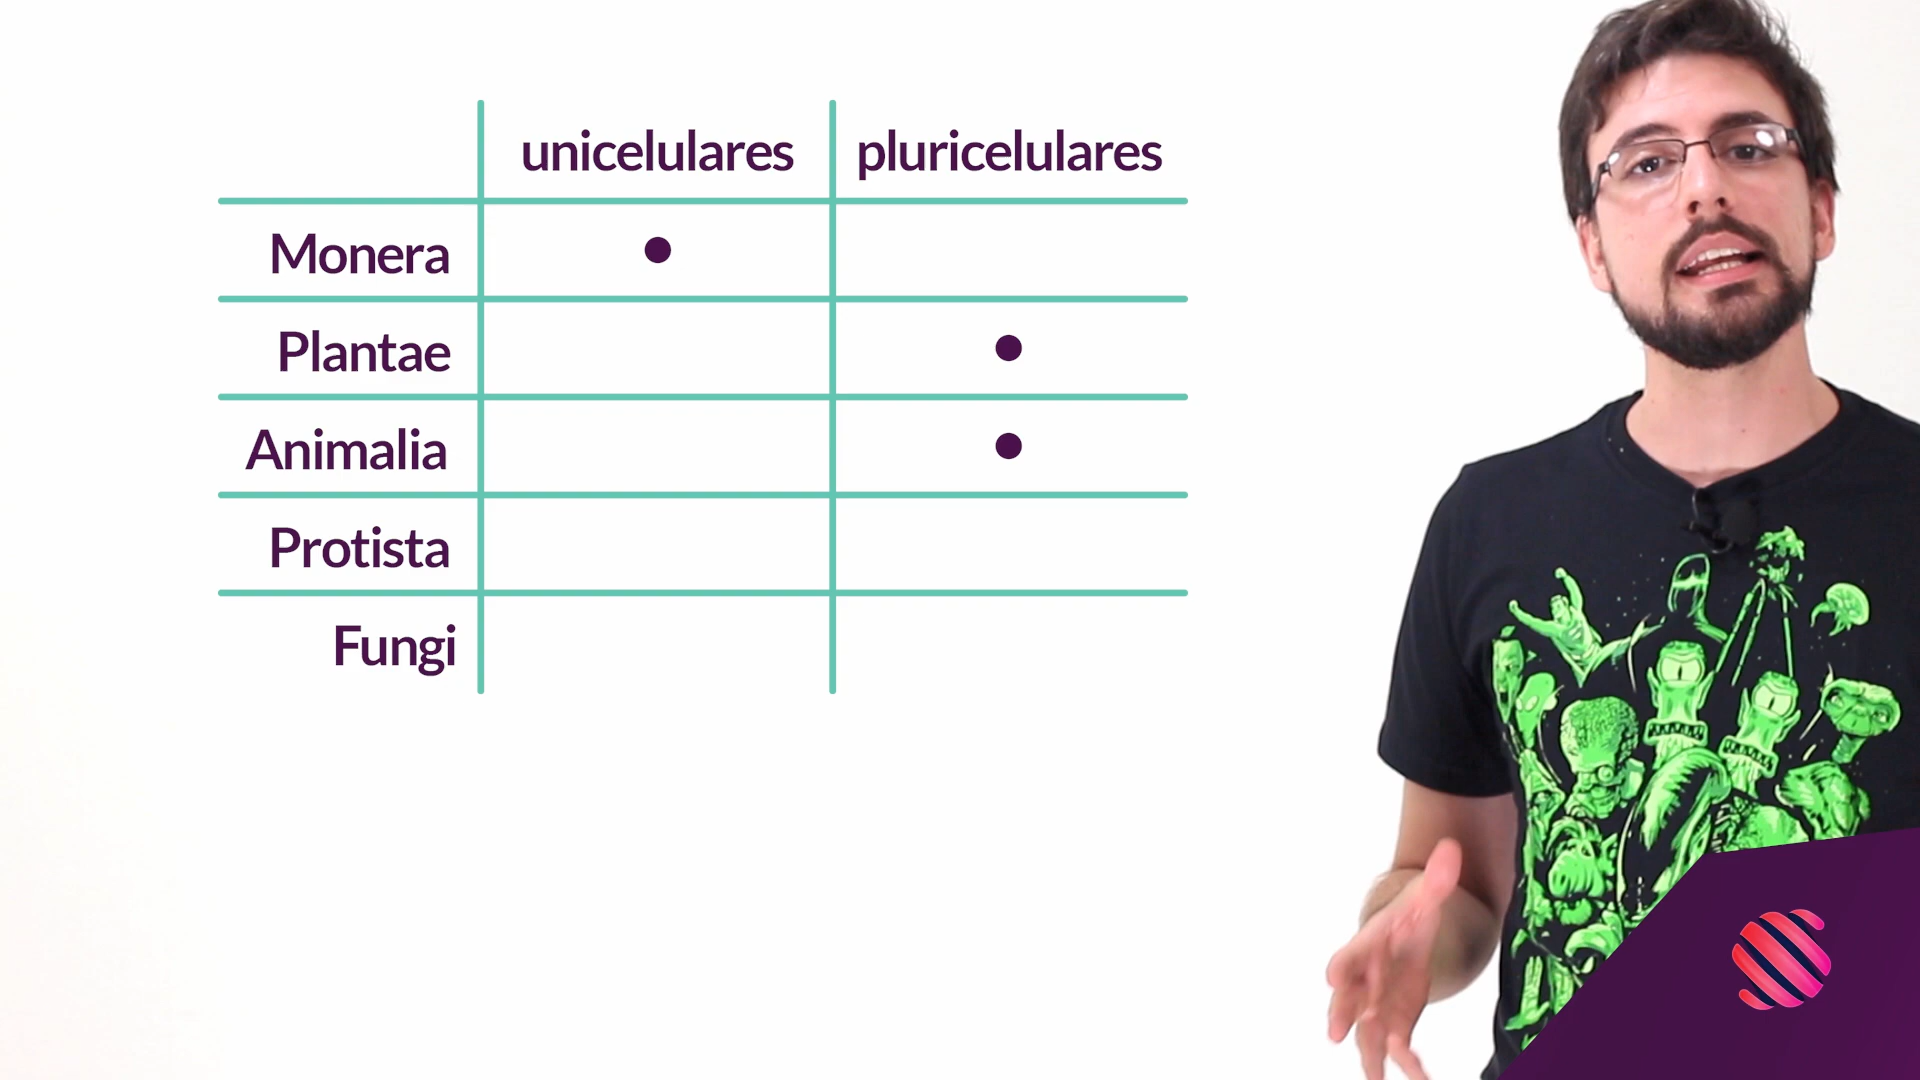 unicelulares pluricelulares
Monera
Plantae
Animalia
Protista
Fungi